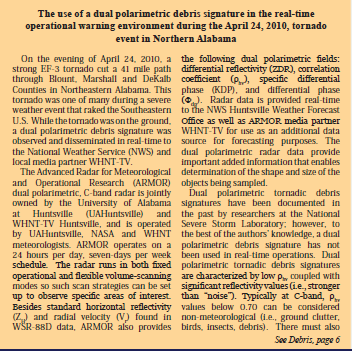 The use of a dual polarimetric debris signature in the real-time
operational warning environment during the April 24, 2010, tornado
event in Northern Alabama
On the evening of April 24, 2010, a
strong EF-3 tornado cut a 41 mile path
through Blount, Marshall and DeKalb
Counties in Northeastern Alabama. This
tornado was one of many during a severe
weather event that raked the Southeastern
U.S. While the tornado was on the ground,
a dual polarimetric debris signature was
observed and disseminated in real-time to
the National Weather Service (NWS) and
local media partner WHNT-TV.
The Advanced Radar for Meteorological
and Operational Research (ARMOR)
dual polarimetric, C-band radar is jointly
owned by the University of Alabama
at Huntsville (UAHuntsville) and
WHNT-TV Huntsville, and is operated
by UAHuntsville, NASA and WHNT
meteorologists. ARMOR operates on a
24 hours per day, seven-days per week
schedule. The radar runs in both fixed
operational and flexible volume-scanning
modes so such scan strategies can be set
up to observe specific areas of interest.
Besides standard horizontal reflectivity
(Zₕ) and radial velocity (Vᵣ) found in
WSR-88D data, ARMOR also provides
the following dual polarimetric fields:
differential reflectivity (ZDR), correlation
coefficient (ρₕᵥ), specific differential
phase (KDP), and differential phase
(Φ). Radar data is provided real-time
to the NWS Huntsville Weather Forecast
Office as well as ARMOR media partner
WHNT-TV for use as an additional data
source for forecasting purposes. The
dual polarimetric radar data provide
important added information that enables
determination of the shape and size of the
objects being sampled.
Dual polarimetric tornadic debris
signatures have been documented in
the past by researchers at the National
Severe Storm Laboratory; however, to
the best of the authors' knowledge, a dual
polarimetric debris signature has not
been used in real-time operations. Dual
polarimetric tornadic debris signatures
are characterized by low ρₕᵥ coupled with
significant reflectivity values (i.e., stronger
than "noise"). Typically at C-band, ρₕᵥ
values below 0.70 can be considered
non-meteorological (i.e., ground clutter,
birds, insects, debris). There must also
See Debris, page 6